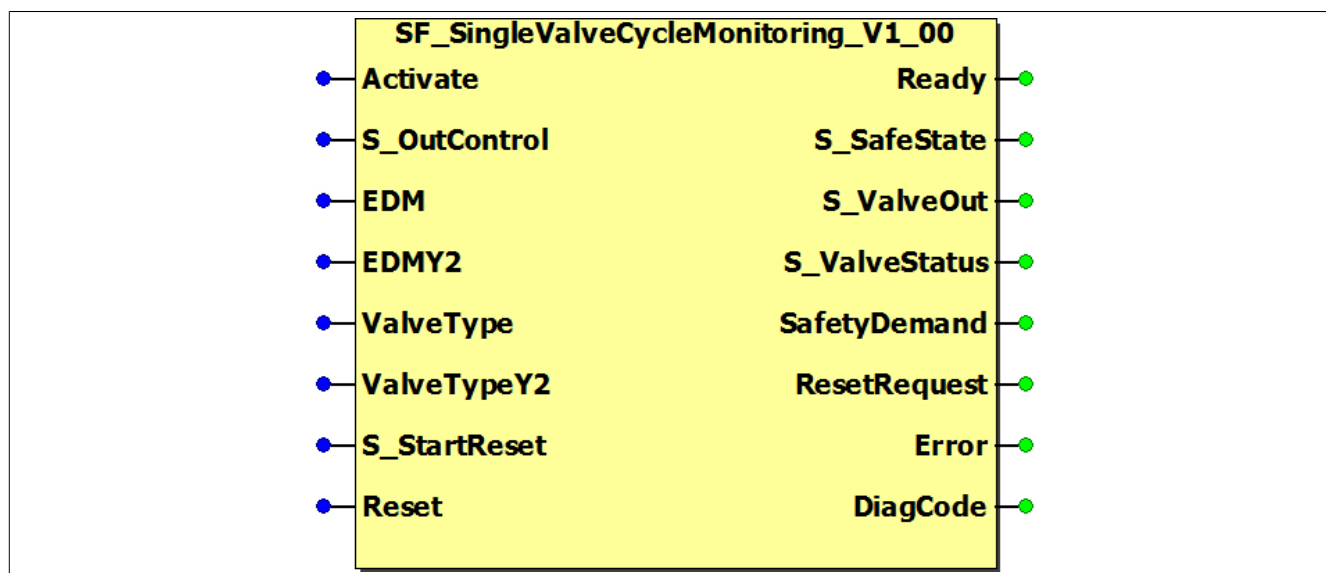 SF_SingleValveCycleMonitoring_V1_00
Activate Ready
S_OutControl S_SafeState
EDM S_ValveOut
EDMY2 S_ValveStatus
ValveType SafetyDemand
ValveTypeY2 ResetRequest
S_StartReset Error
Reset DiagCode